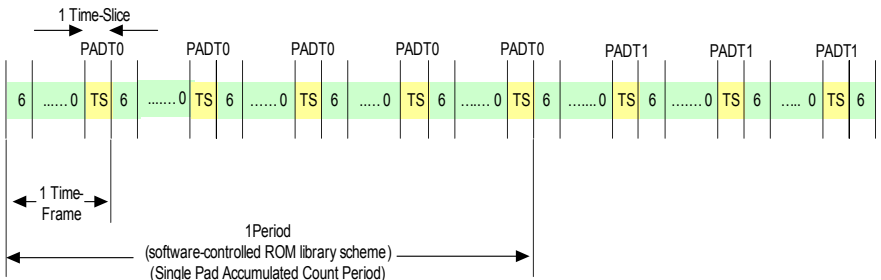 1 Time-Slice
PADT0 PADT0 PADT0 PADT0 PADT0 PADT1 PADT1 PADT1
6 ......0 TS 6 .......0 TS 6 ......0 TS 6 .....0 TS 6 .......0 TS 6 .......0 TS 6 .......0 TS 6 ..... 0 TS 6
1 Time-
Frame
1Period
(software-controlled ROM library scheme)
(Single Pad Accumulated Count Period)